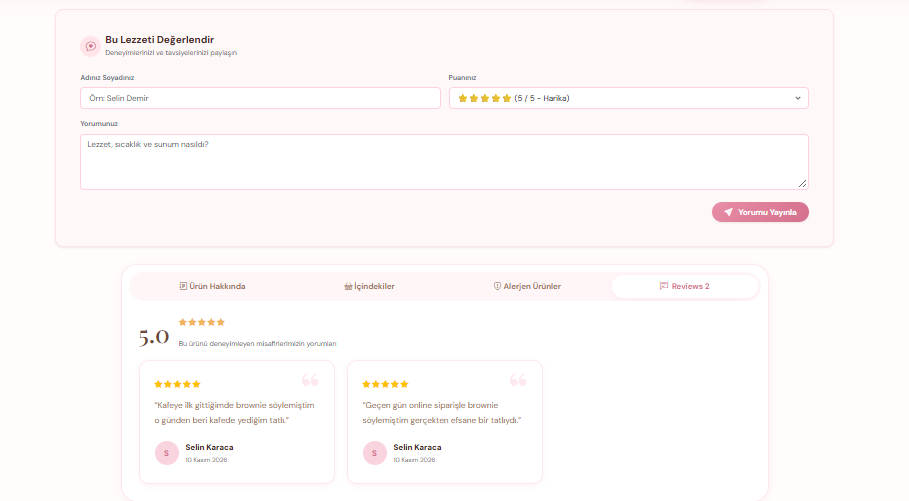 Bu Lezzeti Değerlendir
Deneyimlerinizi ve tavsiyelerinizi paylaşın
Adınız Soyadınız
Puanınız
Örn: Selin Demir
(5 / 5 - Harika)
Yorumunuz
Lezzet, sıcaklık ve sunum nasıldı?
Yorumu Yayınla
Ürün Hakkında
İçindekiler
Alerjen Ürünler
Reviews 2
5.0
Bu ürünü deneyimleyen misafirlerimizin yorumları
"Kafeye ilk gittiğimde brownie söylemiştim
o günden beri kafede yediğim tatlı."
S
Selin Karaca
10 Kasım 2026
"Geçen gün online siparişle brownie
söylemiştim gerçekten efsane bir tatlıydı."
S
Selin Karaca
10 Kasım 2026